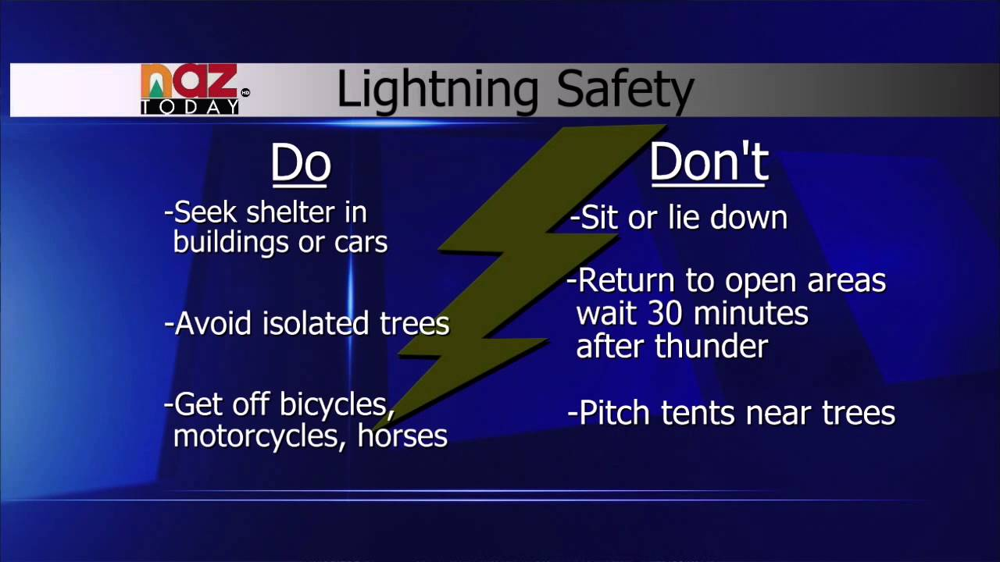 naz
TODAY HD
Lightning Safety
Do
-Seek shelter in
buildings or cars
-Avoid isolated trees
-Get off bicycles,
motorcycles, horses
Don't
-Sit or lie down
-Return to open areas
wait 30 minutes
after thunder
-Pitch tents near trees